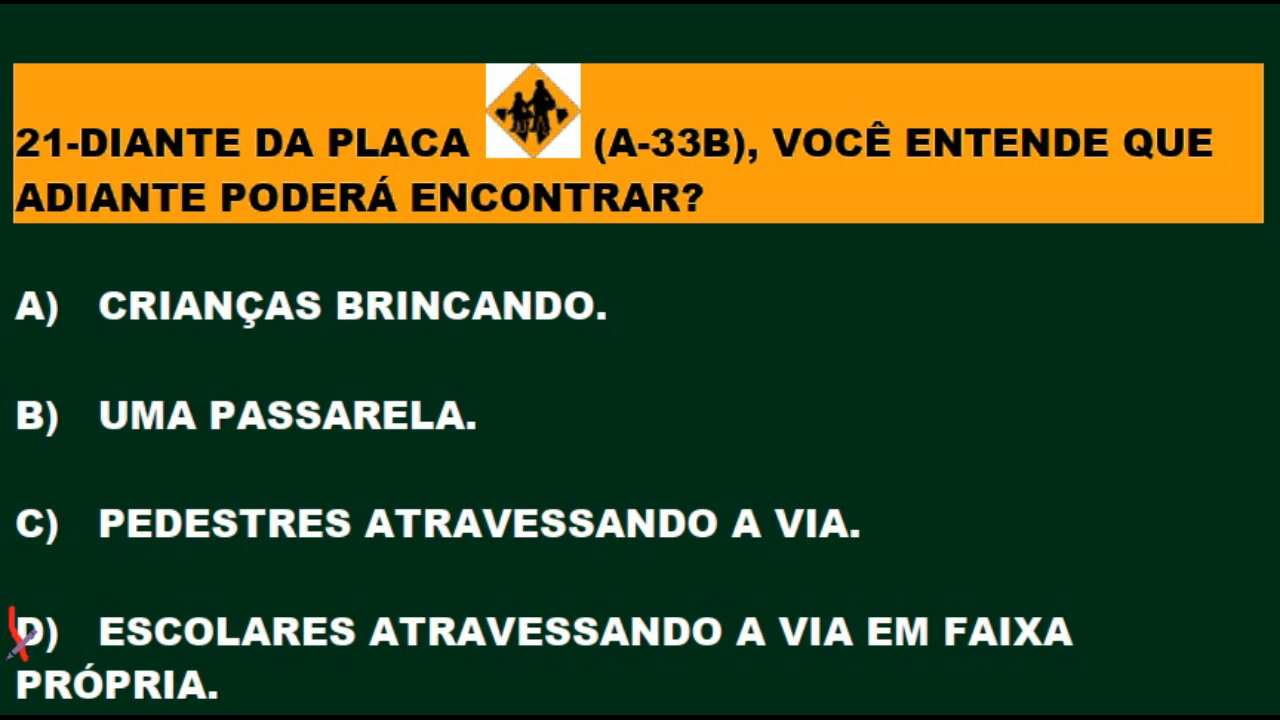 21-DIANTE DA PLACA (A-33B), VOCÊ ENTENDE QUE
ADIANTE PODERÁ ENCONTRAR?
A) CRIANÇAS BRINCANDO.
B) UMA PASSARELA.
C) PEDESTRES ATRAVESSANDO A VIA.
D) ESCOLARES ATRAVESSANDO A VIA EM FAIXA
PRÓPRIA.